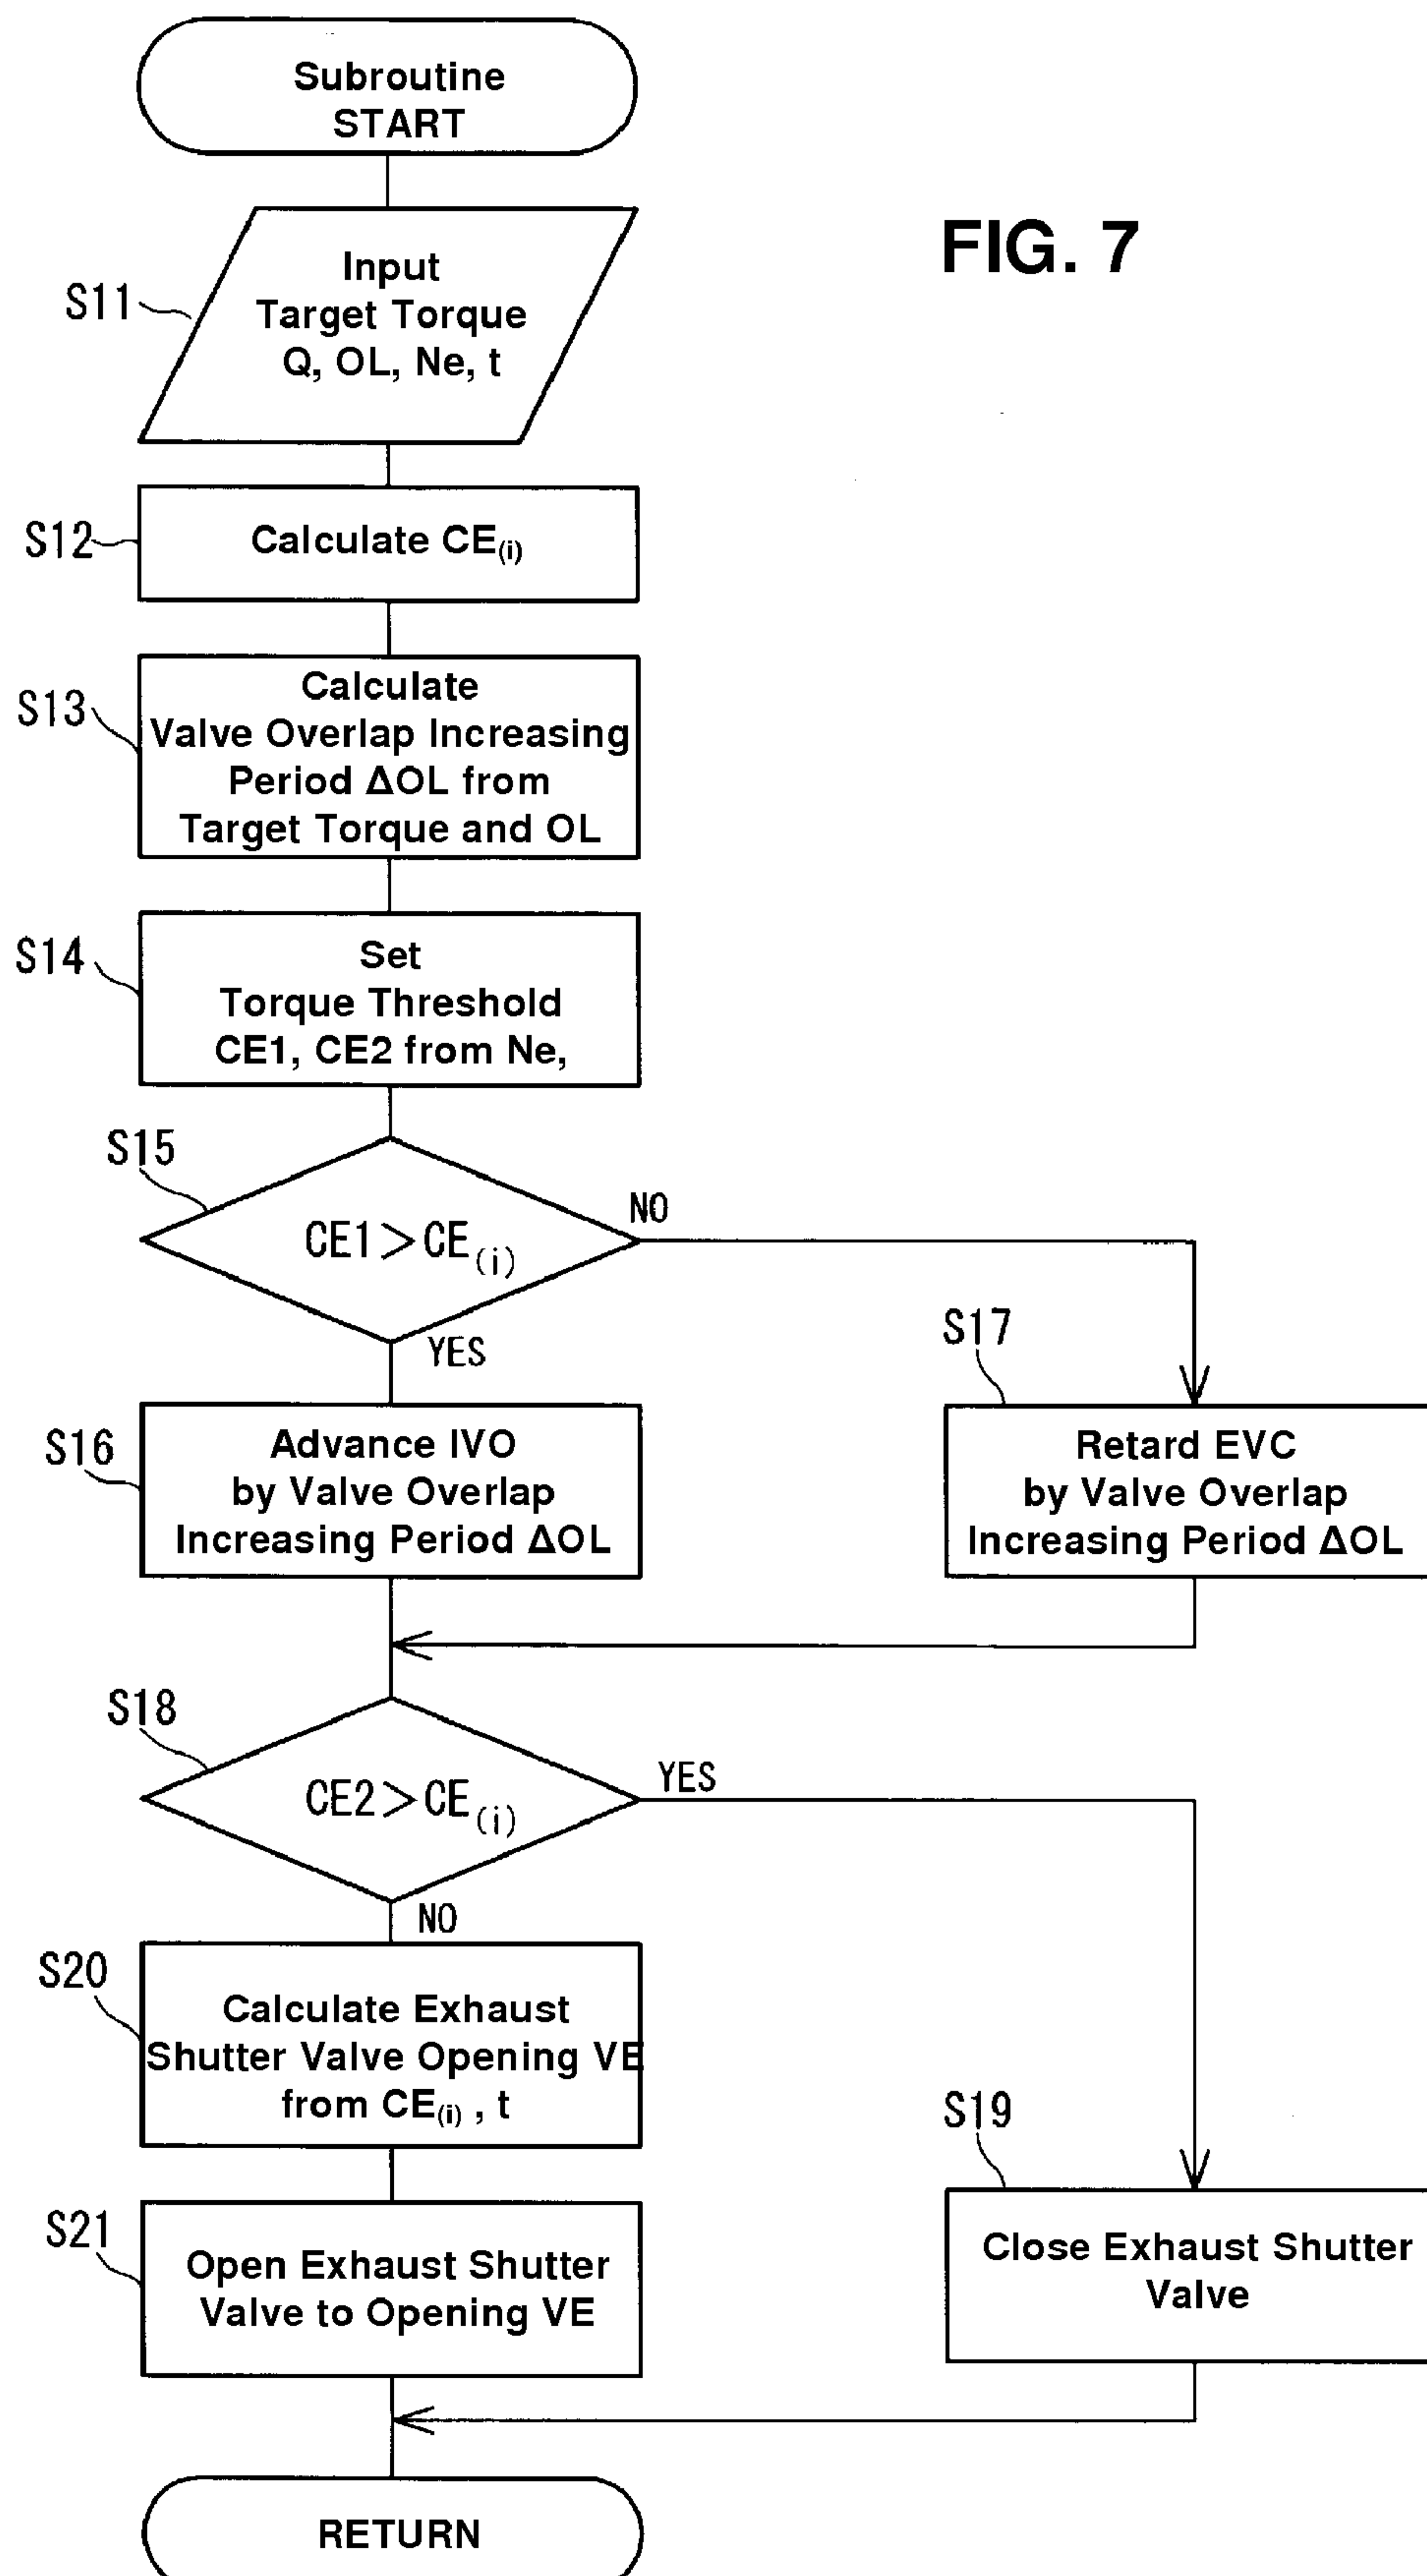 Subroutine
START
FIG. 7
S11
Input
Target Torque
Q, OL, Ne, t
S12
Calculate CE(i)
S13
Calculate
Valve Overlap Increasing
Period ΔOL from
Target Torque and OL
S14
Set
Torque Threshold
CE1, CE2 from Ne,
S15
CE1>CE(i)
NO
YES
S16
Advance IVO
by Valve Overlap
Increasing Period ΔOL
S17
Retard EVC
by Valve Overlap
Increasing Period ΔOL
S18
CE2>CE(i)
YES
NO
S20
Calculate Exhaust
Shutter Valve Opening VE
from CE(i) , t
S19
Close Exhaust Shutter
Valve
S21
Open Exhaust Shutter
Valve to Opening VE
RETURN